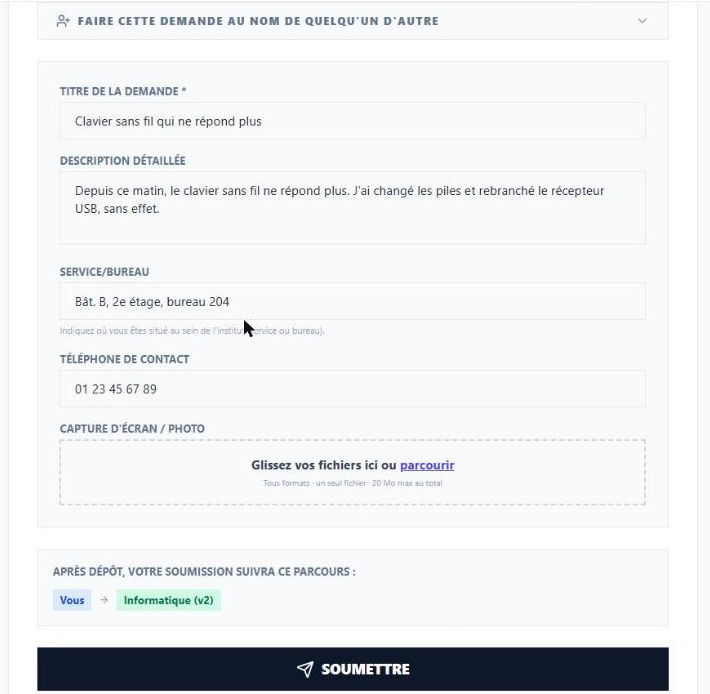 FAIRE CETTE DEMANDE AU NOM DE QUELQU'UN D'AUTRE
TITRE DE LA DEMANDE *
Clavier sans fil qui ne répond plus
DESCRIPTION DÉTAILLÉE
Depuis ce matin, le clavier sans fil ne répond plus. J'ai changé les piles et rebranché le récepteur
USB, sans effet.
SERVICE/BUREAU
Bât. B, 2e étage, bureau 204
Indiquez où vous êtes situé au sein de l'institut ou bureau).
TÉLÉPHONE DE CONTACT
01 23 45 67 89
CAPTURE D'ÉCRAN / PHOTO
Glissez vos fichiers ici ou parcourir
Tous formats · un seul fichier · 20 Mo max au total
APRÈS DÉPÔT, VOTRE SOUMISSION SUIVRA CE PARCOURS :
Vous → Informatique (v2)
SOUMETTRE